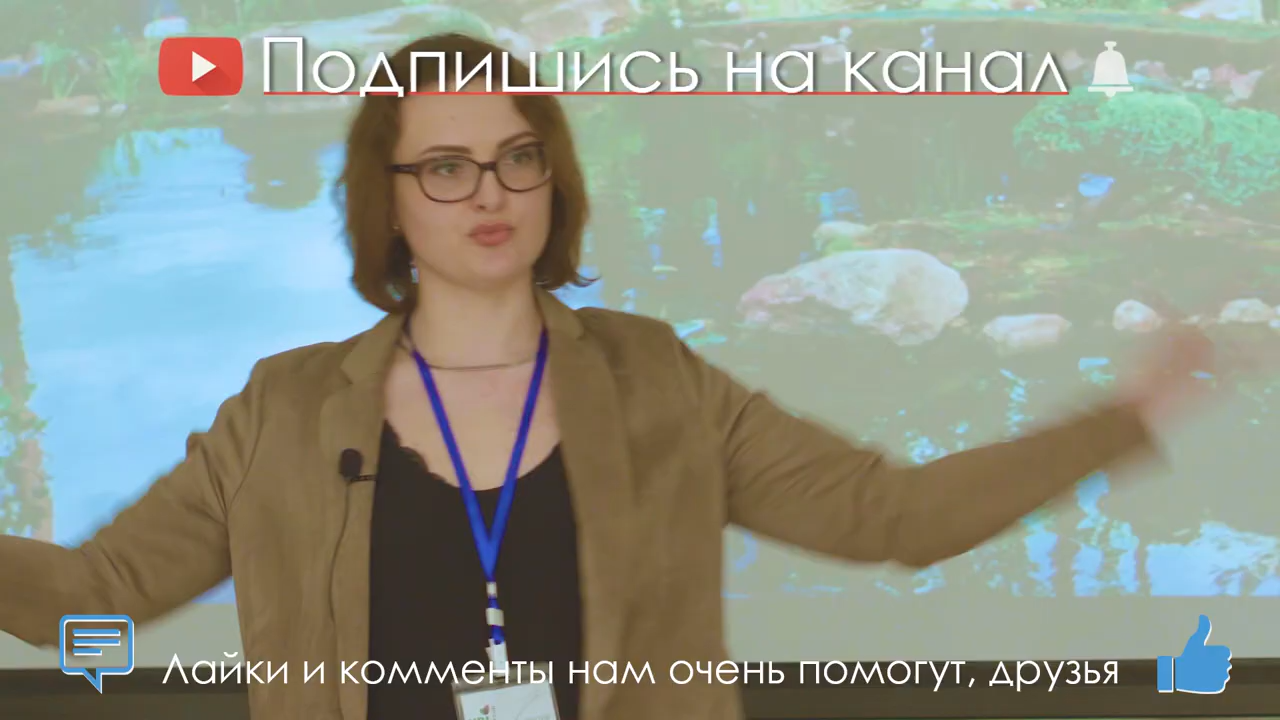 Подпишись на канал
Лайки и комменты нам очень помогут, друзья